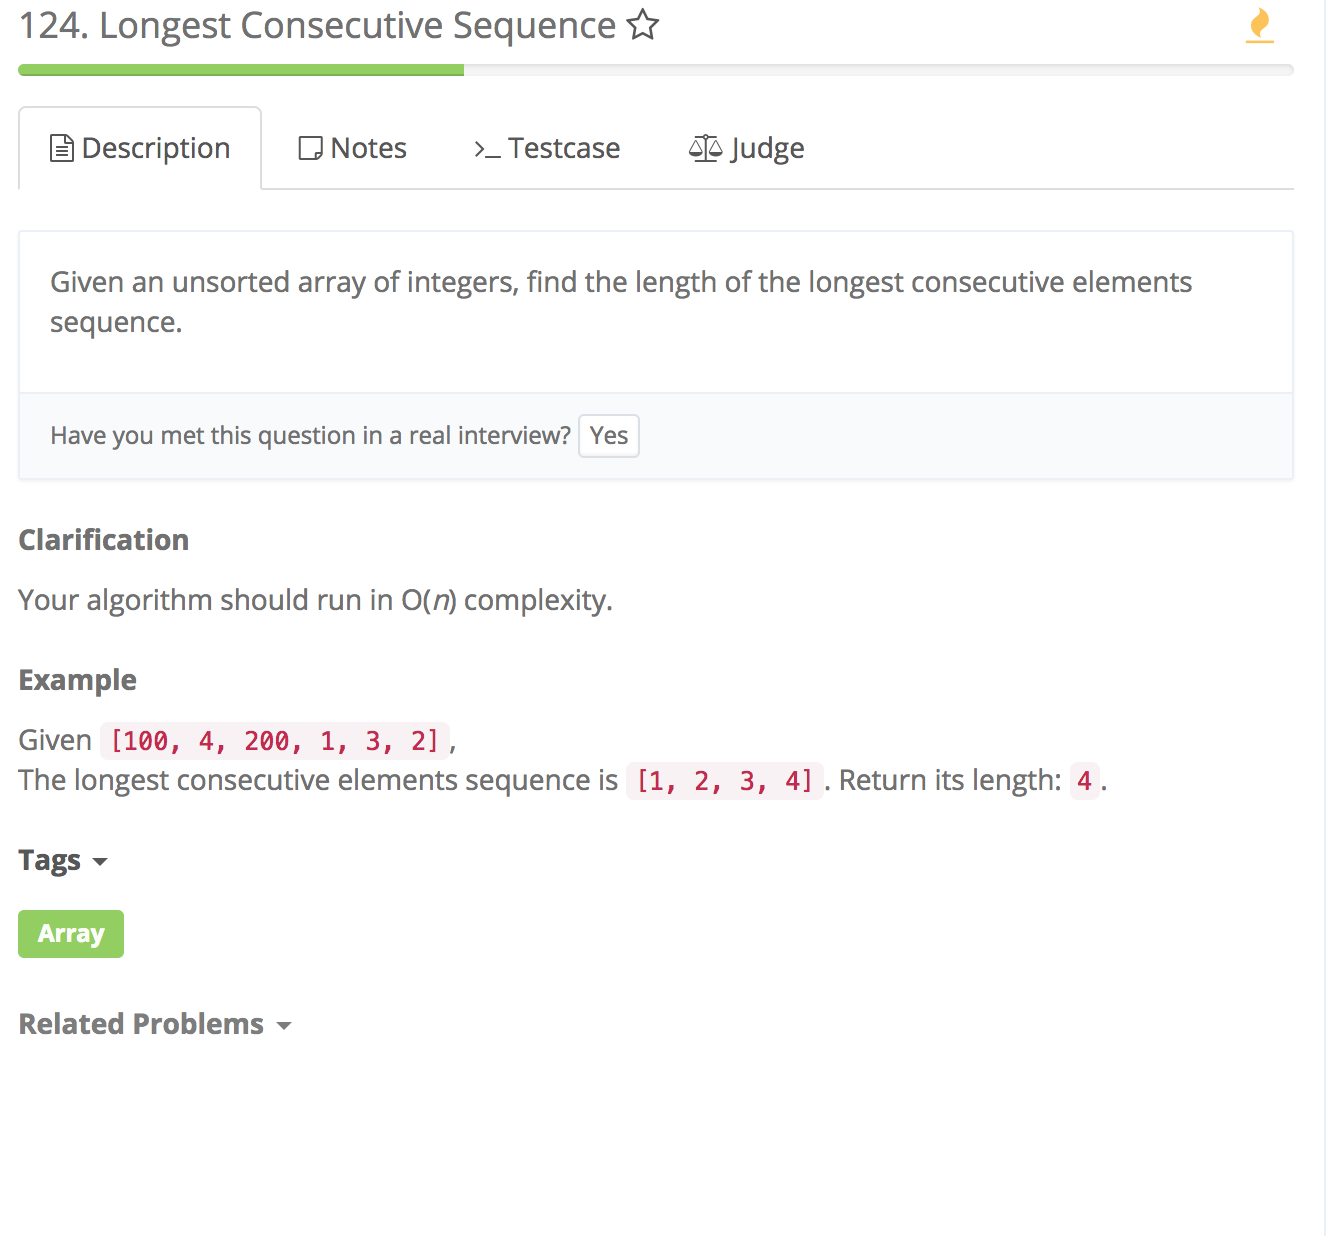 124. Longest Consecutive Sequence
Description Notes Testcase Judge
Given an unsorted array of integers, find the length of the longest consecutive elements
sequence.
Have you met this question in a real interview? Yes
Clarification
Your algorithm should run in O(n) complexity.
Example
Given [100, 4, 200, 1, 3, 2],
The longest consecutive elements sequence is [1, 2, 3, 4]. Return its length: 4.
Tags
Array
Related Problems